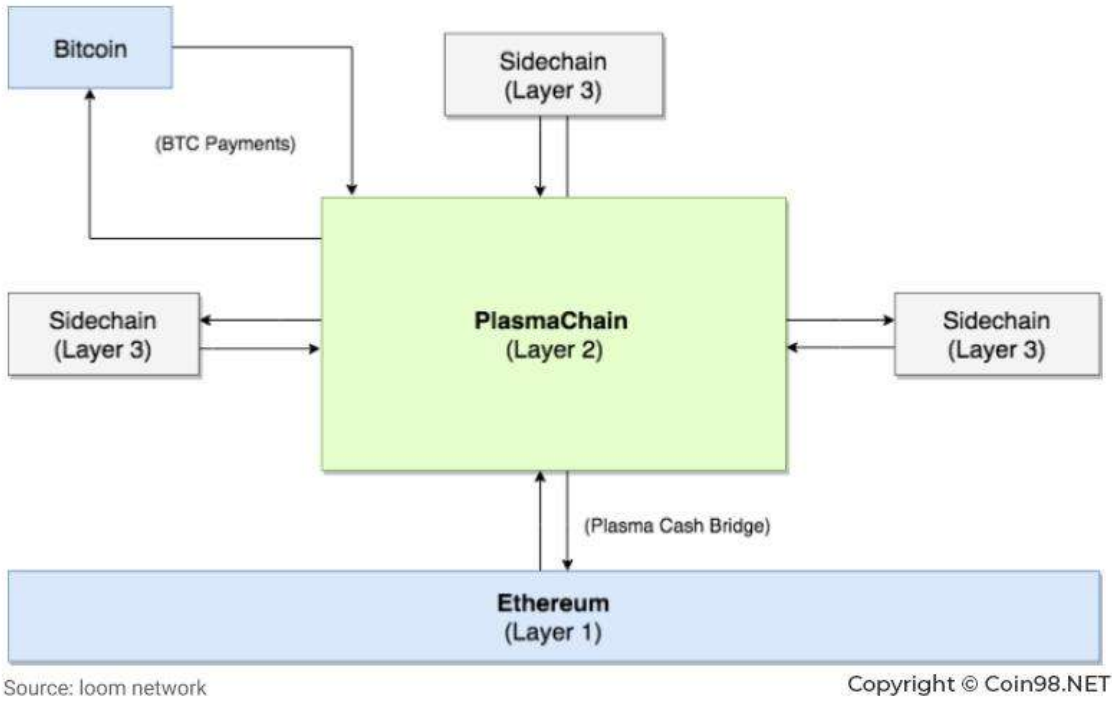 Bitcoin
Sidechain
(Layer 3)
(BTC Payments)
Sidechain
(Layer 3)
PlasmaChain
(Layer 2)
Sidechain
(Layer 3)
(Plasma Cash Bridge)
Ethereum
(Layer 1)
Source: loom network
Copyright © Coin98.NET